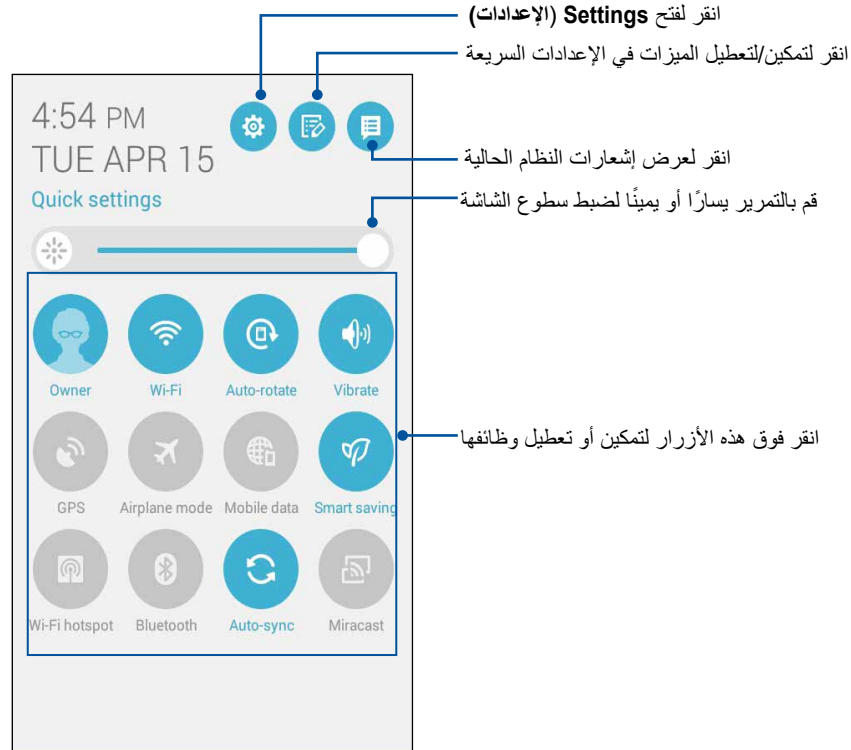 انقر لفتح Settings (الإعدادات)
انقر لتمكين/لتعطيل الميزات في الإعدادات السريعة
4:54 PM
TUE APR 15
انقر لعرض إشعارات النظام الحالية
Quick settings
قم بالتمرير يسارًا أو يمينًا لضبط سطوع الشاشة
Owner Wi-Fi Auto-rotate Vibrate
انقر فوق هذه الأزرار لتمكين أو تعطيل وظائفها
GPS Airplane mode Mobile data Smart saving
Wi-Fi hotspot Bluetooth Auto-sync Miracast